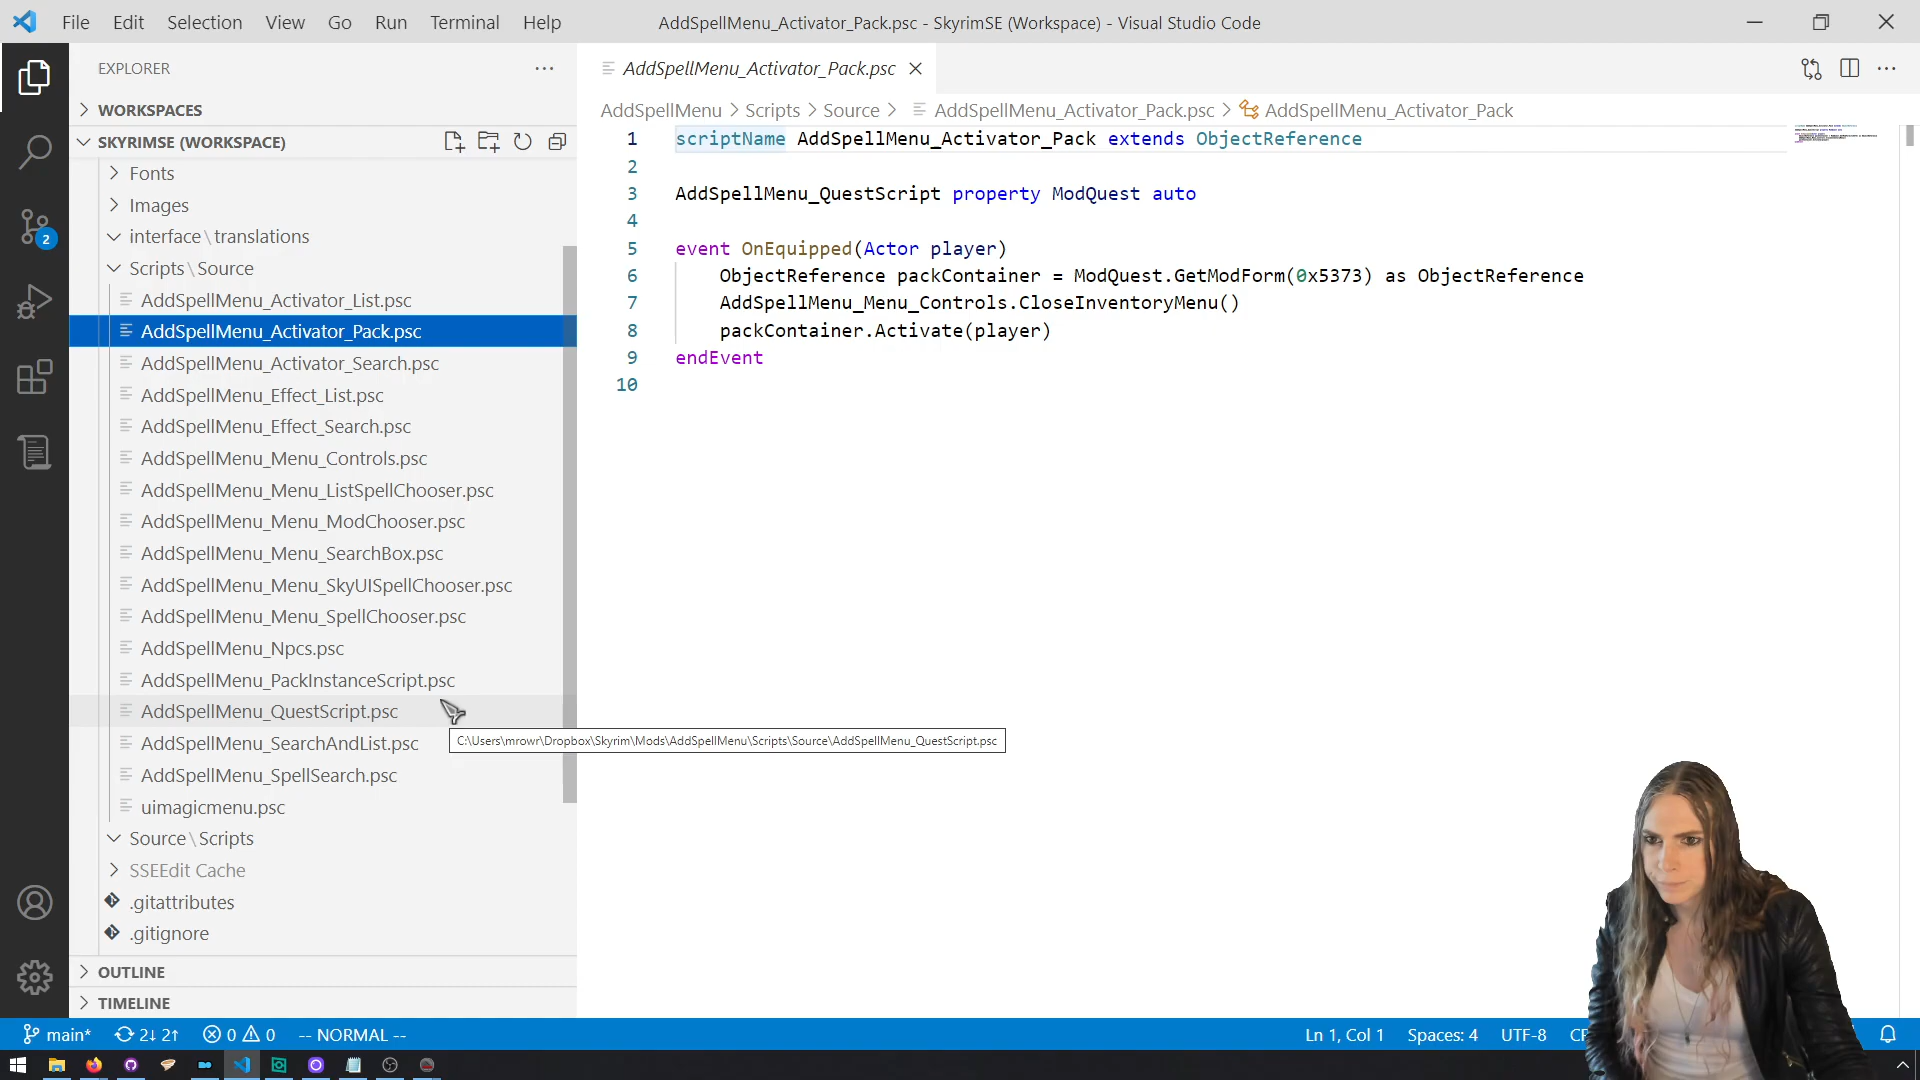 File Edit Selection View Go Run Terminal Help
AddSpellMenu_Activator_Pack.psc - SkyrimSE (Workspace) - Visual Studio Code
EXPLORER
WORKSPACES
SKYRIMSE (WORKSPACE)
Fonts
Images
interface\translations
Scripts\Source
AddSpellMenu_Activator_List.psc
AddSpellMenu_Activator_Pack.psc
AddSpellMenu_Activator_Search.psc
AddSpellMenu_Effect_List.psc
AddSpellMenu_Effect_Search.psc
AddSpellMenu_Menu_Controls.psc
AddSpellMenu_Menu_ListSpellChooser.psc
AddSpellMenu_Menu_ModChooser.psc
AddSpellMenu_Menu_SearchBox.psc
AddSpellMenu_Menu_SkyUISpellChooser.psc
AddSpellMenu_Menu_SpellChooser.psc
AddSpellMenu_Npcs.psc
AddSpellMenu_PackInstanceScript.psc
AddSpellMenu_QuestScript.psc
AddSpellMenu_SearchAndList.psc
AddSpellMenu_SpellSearch.psc
uimagicmenu.psc
Source\Scripts
SSEEdit Cache
.gitattributes
.gitignore
OUTLINE
TIMELINE
2
AddSpellMenu_Activator_Pack.psc
AddSpellMenu > Scripts > Source > AddSpellMenu_Activator_Pack.psc > AddSpellMenu_Activator_Pack
1 scriptName AddSpellMenu_Activator_Pack extends ObjectReference
2
3 AddSpellMenu_QuestScript property ModQuest auto
4
5 event OnEquipped(Actor player)
6 ObjectReference packContainer = ModQuest.GetModForm(0x5373) as ObjectReference
7 AddSpellMenu_Menu_Controls.CloseInventoryMenu()
8 packContainer.Activate(player)
9 endEvent
10
C:\Users\mrowr\Dropbox\Skyrim\Mods\AddSpellMenu\Scripts\Source\AddSpellMenu_QuestScript.psc
main* 2↓ 2↑ 0 0 -- NORMAL -- Ln 1, Col 1 Spaces: 4 UTF-8